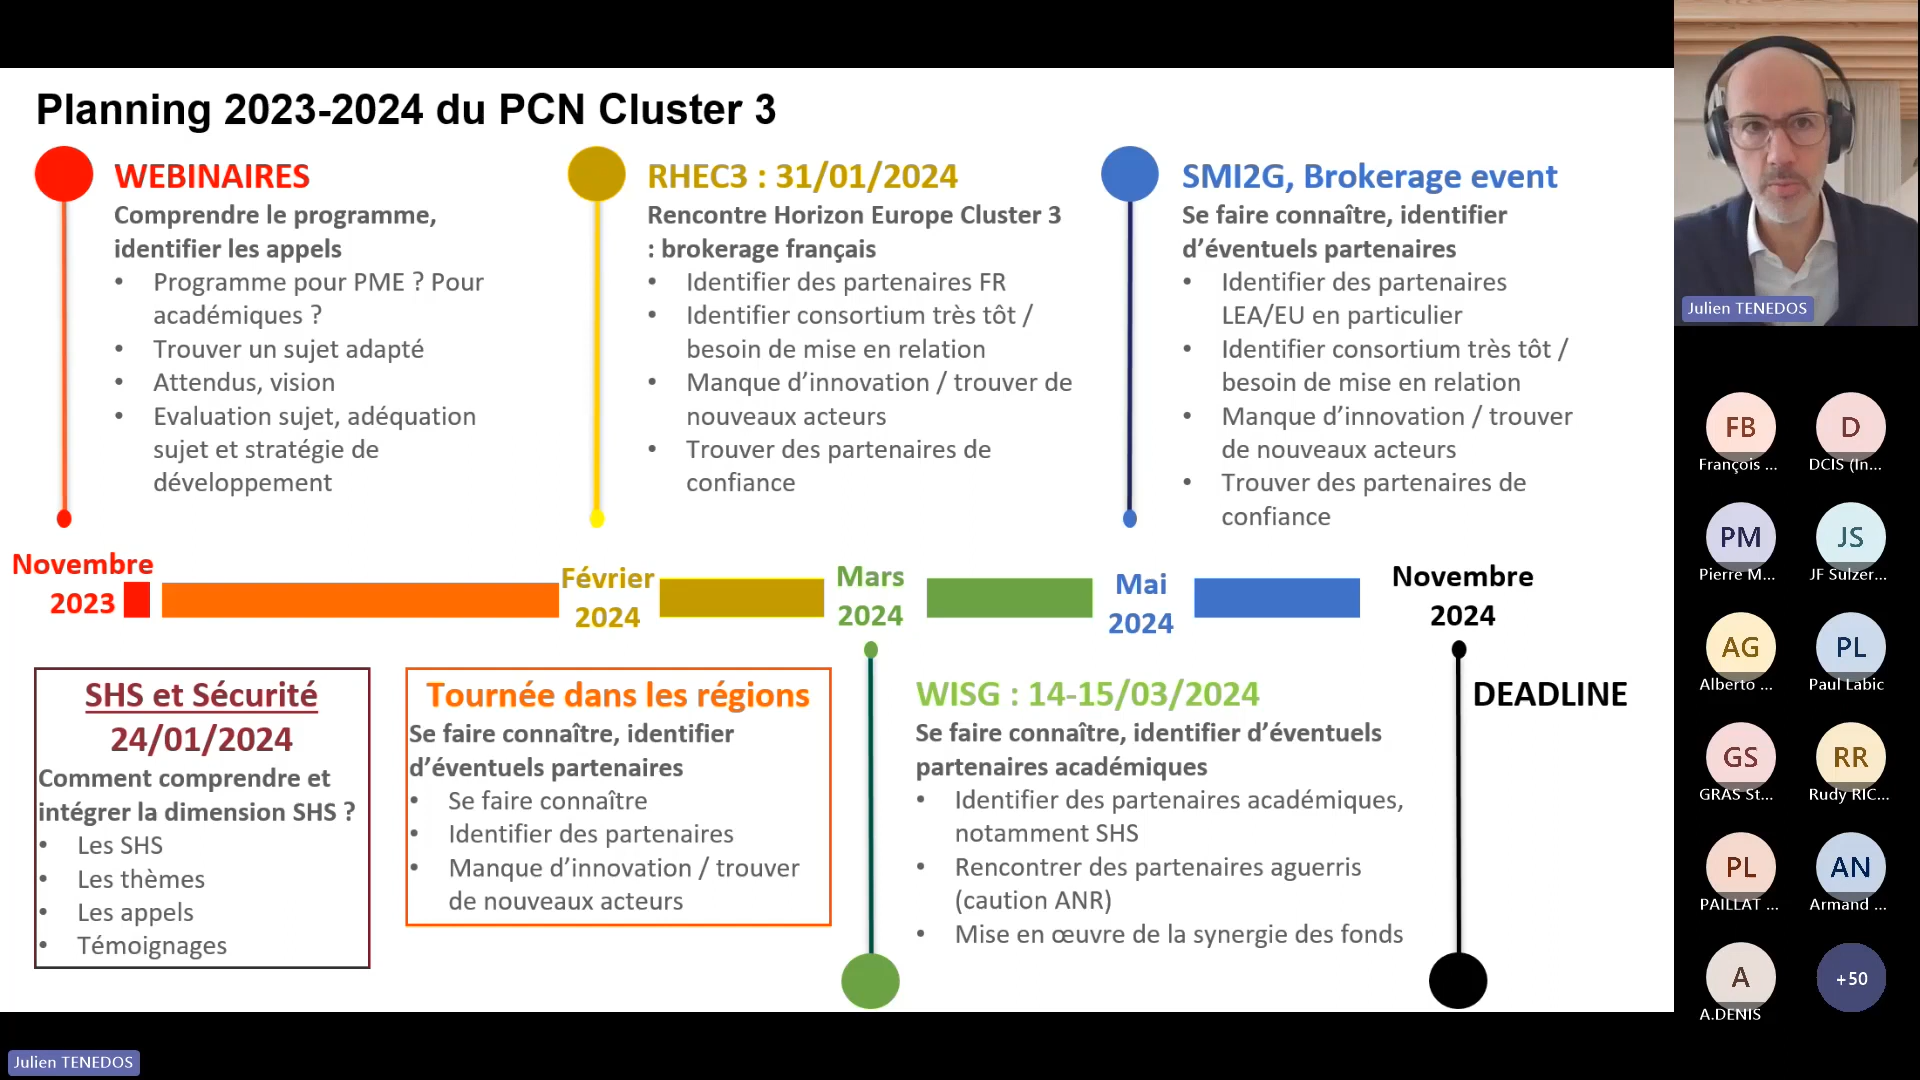 Planning 2023-2024 du PCN Cluster 3
WEBINAIRES
Comprendre le programme,
identifier les appels
• Programme pour PME ? Pour
académiques ?
• Trouver un sujet adapté
• Attendus, vision
• Evaluation sujet, adéquation
sujet et stratégie de
développement
RHEC3 : 31/01/2024
Rencontre Horizon Europe Cluster 3
: brokerage français
• Identifier des partenaires FR
• Identifier consortium très tôt /
besoin de mise en relation
• Manque d’innovation / trouver de
nouveaux acteurs
• Trouver des partenaires de
confiance
SMI2G, Brokerage event
Se faire connaître, identifier
d’éventuels partenaires
• Identifier des partenaires
LEA/EU en particulier
• Identifier consortium très tôt /
besoin de mise en relation
• Manque d’innovation / trouver
de nouveaux acteurs
• Trouver des partenaires de
confiance
Novembre
2023
Février
2024
Mars
2024
Mai
2024
Novembre
2024
SHS et Sécurité
24/01/2024
Comment comprendre et
intégrer la dimension SHS ?
• Les SHS
• Les thèmes
• Les appels
• Témoignages
Tournée dans les régions
Se faire connaître, identifier
d’éventuels partenaires
• Se faire connaître
• Identifier des partenaires
• Manque d’innovation / trouver
de nouveaux acteurs
WISG : 14-15/03/2024
Se faire connaître, identifier d’éventuels
partenaires académiques
• Identifier des partenaires académiques,
notamment SHS
• Rencontrer des partenaires aguerris
(caution ANR)
• Mise en œuvre de la synergie des fonds
DEADLINE
Julien TENEDOS
FB
François ...
D
DCIS (In...
PM
Pierre M...
JS
JF Sulzer...
AG
Alberto ...
PL
Paul Labic
GS
GRAS St...
RR
Rudy RIC...
PL
PAILLAT ...
AN
Armand ...
A
A.DENIS
+50
Julien TENEDOS